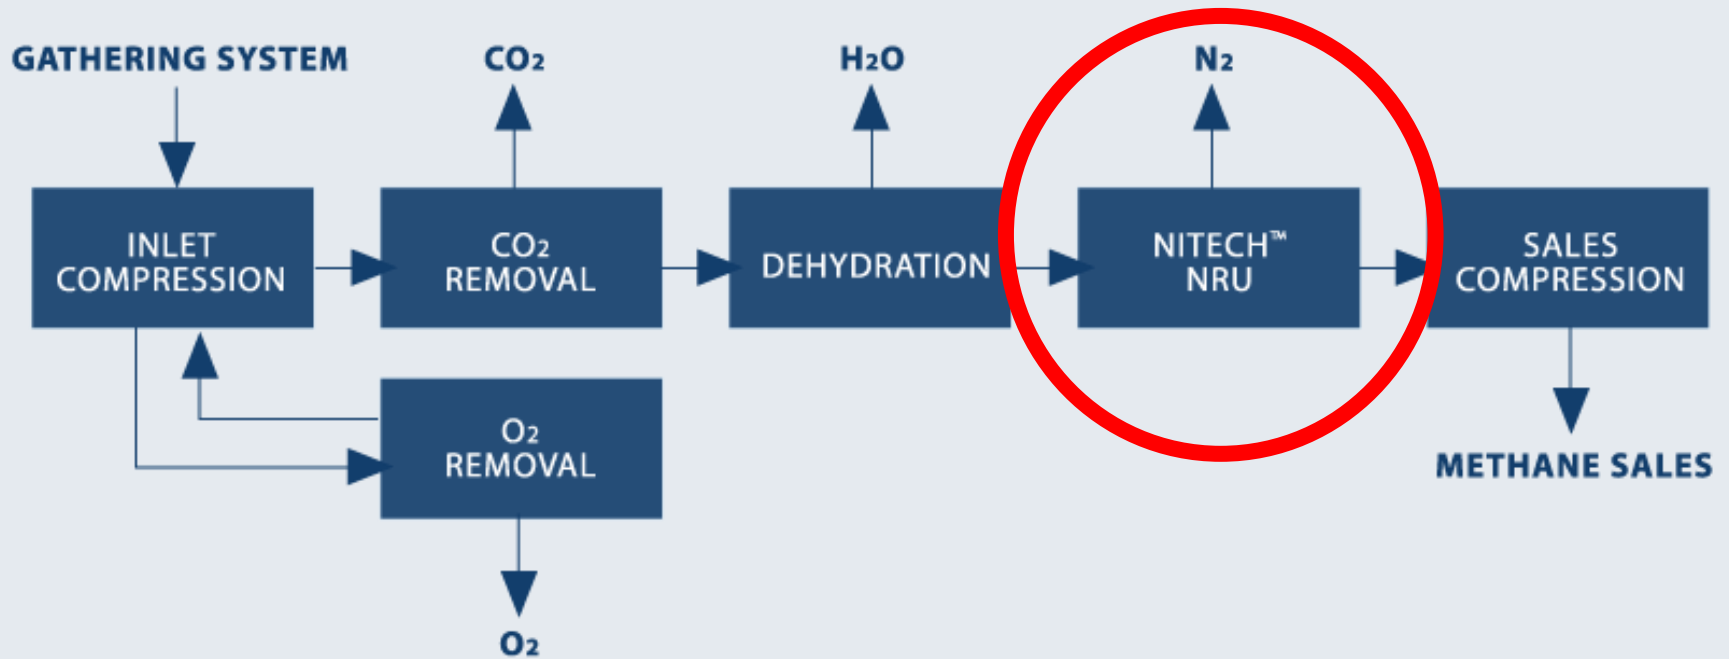 GATHERING SYSTEM
CO₂
H₂O
N₂
INLET
COMPRESSION
CO₂
REMOVAL
DEHYDRATION
NITECH™
NRU
SALES
COMPRESSION
O₂
REMOVAL
METHANE SALES
O₂